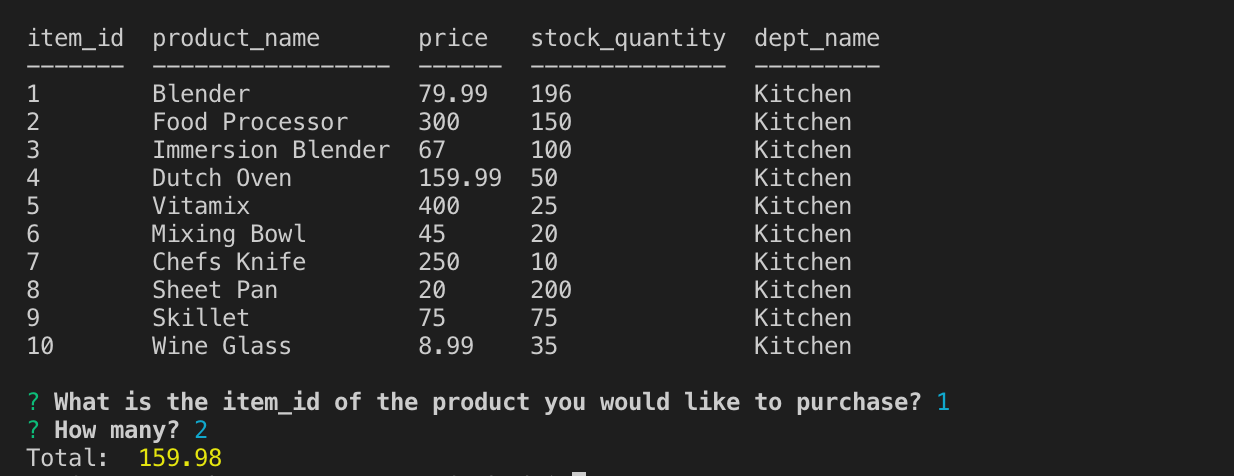 item_id  product_name       price   stock_quantity  dept_name
-------  -----------------  ------  --------------  ---------
1        Blender            79.99   196             Kitchen
2        Food Processor     300     150             Kitchen
3        Immersion Blender  67      100             Kitchen
4        Dutch Oven         159.99  50              Kitchen
5        Vitamix            400     25              Kitchen
6        Mixing Bowl        45      20              Kitchen
7        Chefs Knife        250     10              Kitchen
8        Sheet Pan          20      200             Kitchen
9        Skillet            75      75              Kitchen
10       Wine Glass         8.99    35              Kitchen
? What is the item_id of the product you would like to purchase? 1
? How many? 2
Total:  159.98